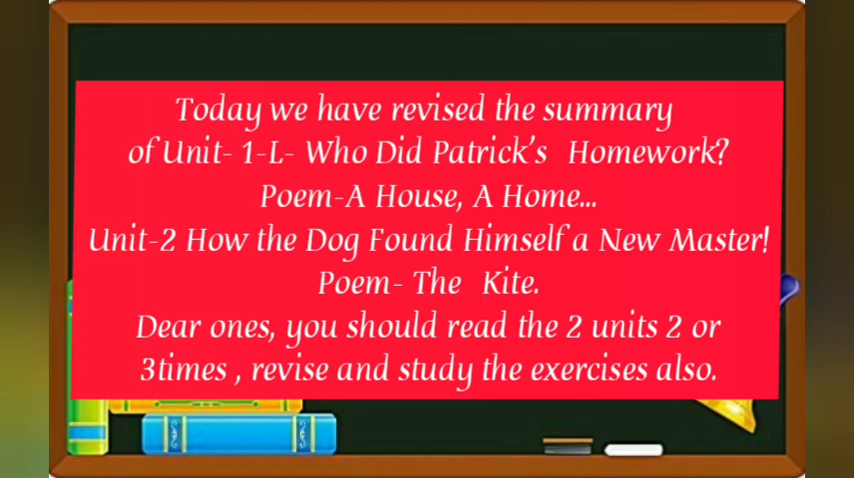 Today we have revised the summary
of Unit- 1-L- Who Did Patrick's Homework?
Poem-A House, A Home...
Unit-2 How the Dog Found Himself a New Master!
Poem- The Kite.
Dear ones, you should read the 2 units 2 or
3times , revise and study the exercises also.